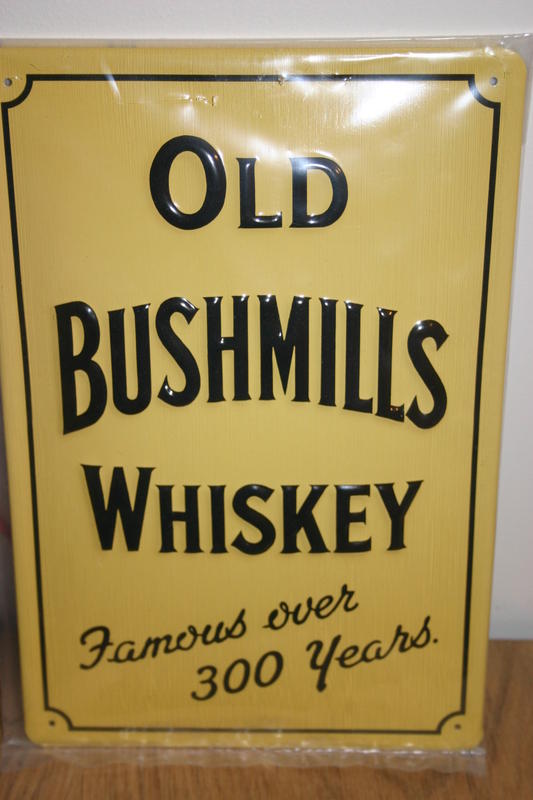 OLD
BUSHMILLS
WHISKEY
Famous over
300 Years.